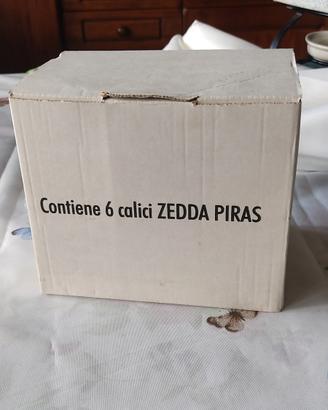 Contiene 6 calici ZEDDA PIRAS